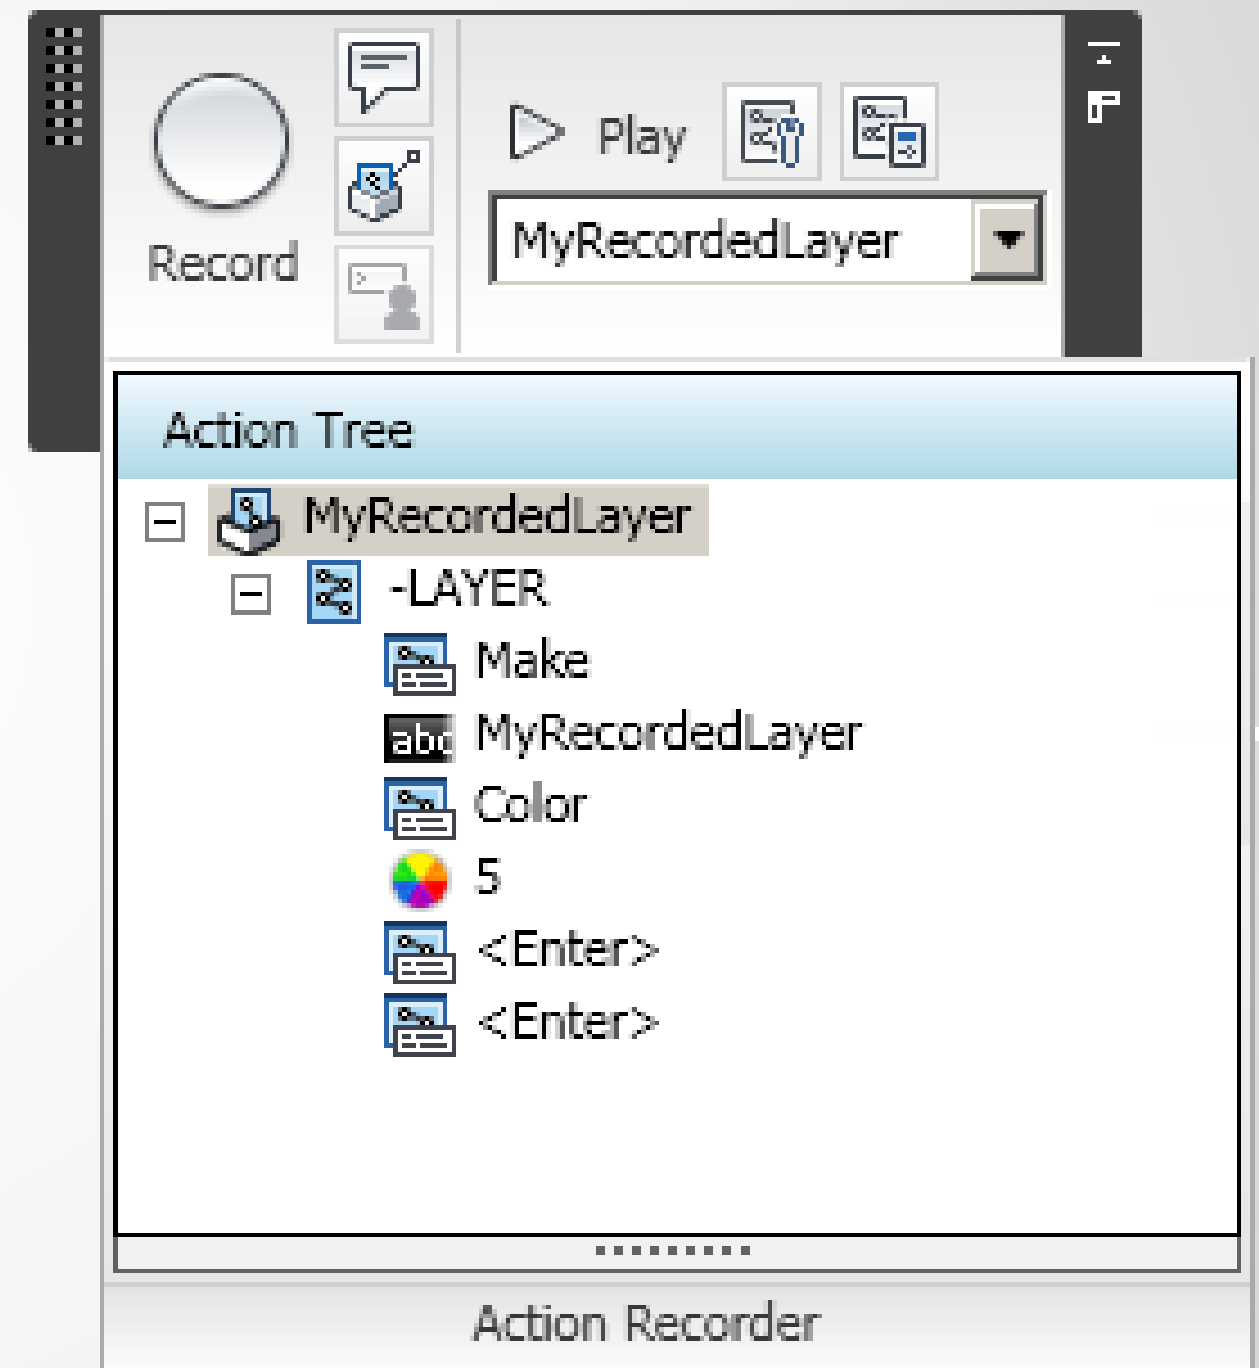 Record
Play
MyRecordedLayer
Action Tree
MyRecordedLayer
-LAYER
Make
abc MyRecordedLayer
Color
5
<Enter>
<Enter>
Action Recorder